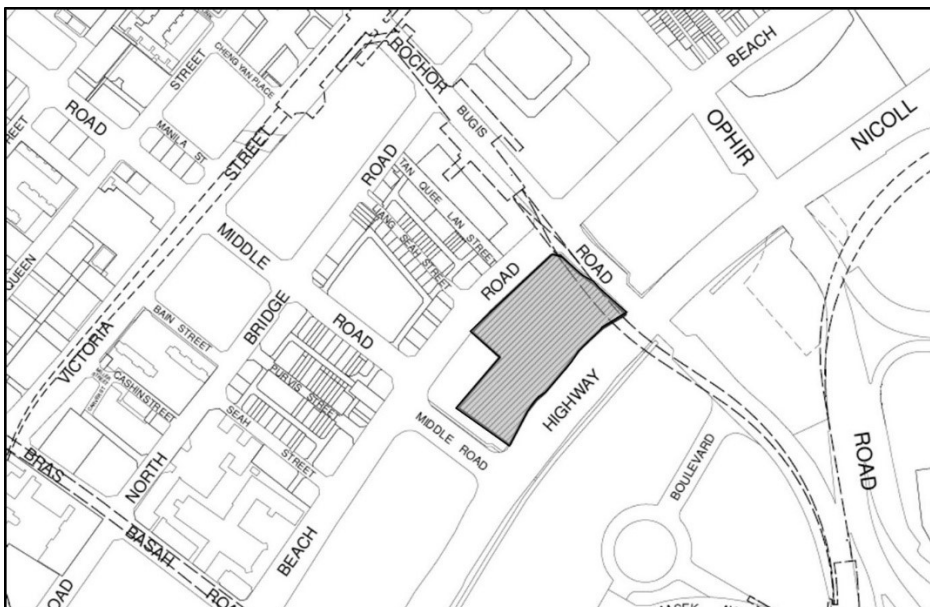 ROCHOR
BUGIS
BEACH
NICOLL
OPHIR
CHENG YAN PLACE
STREET
ROAD
MANILA ST
STREET
ROAD
TAN QUEE LAN STREET
LIANG SEAH STREET
MIDDLE
ROAD
ROAD
ROAD
QUEEN
BAIN STREET
BRIDGE
VICTORIA
CASHIN STREET
PURVIS STREET
SEAH
STREET
HIGHWAY
MIDDLE ROAD
BOULEVARD
ROAD
NORTH
BRAS
BASAH
BEACH
ROAD